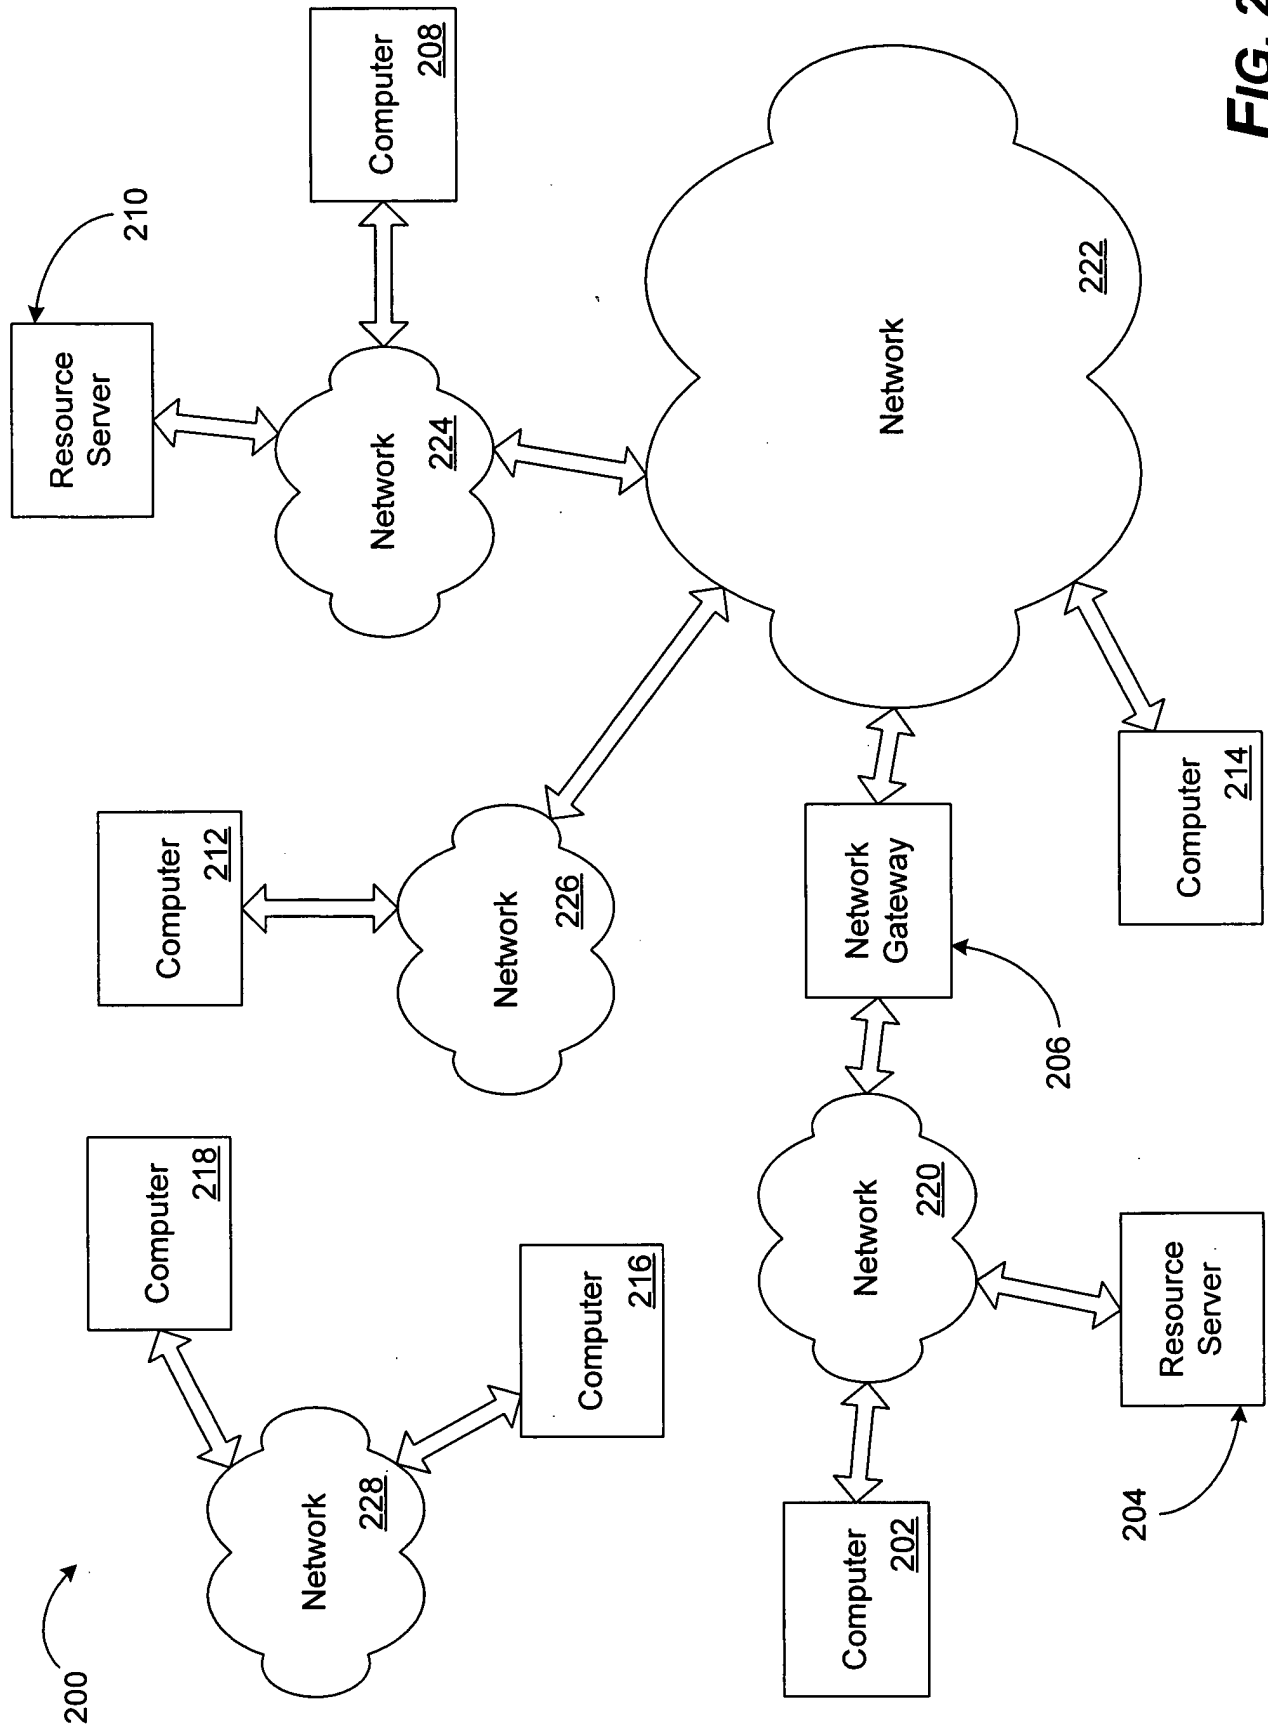 200
Resource
Server
210
Computer
218
Computer
212
Network
228
Network
224
Computer
208
Network
226
Computer
216
Computer
202
Network
220
Network
Gateway
206
Network
222
204
Resource
Server
Computer
214
FIG. 2